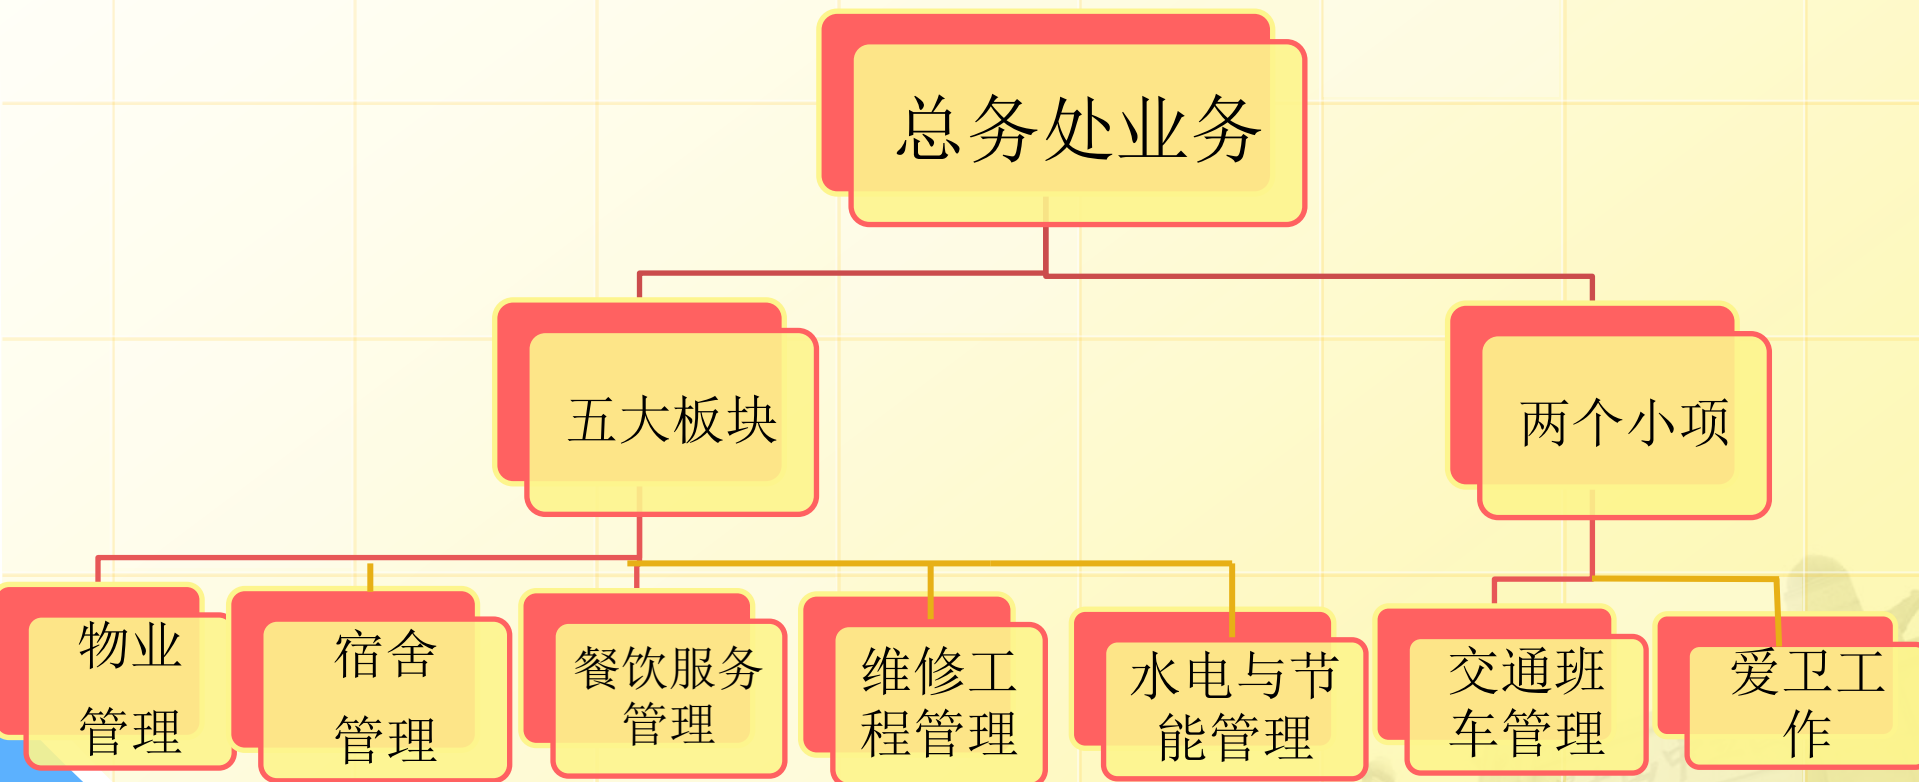 总务处业务
五大板块
两个小项
物业
管理
宿舍
管理
餐饮服务
管理
维修工
程管理
水电与节
能管理
交通班
车管理
爱卫工
作